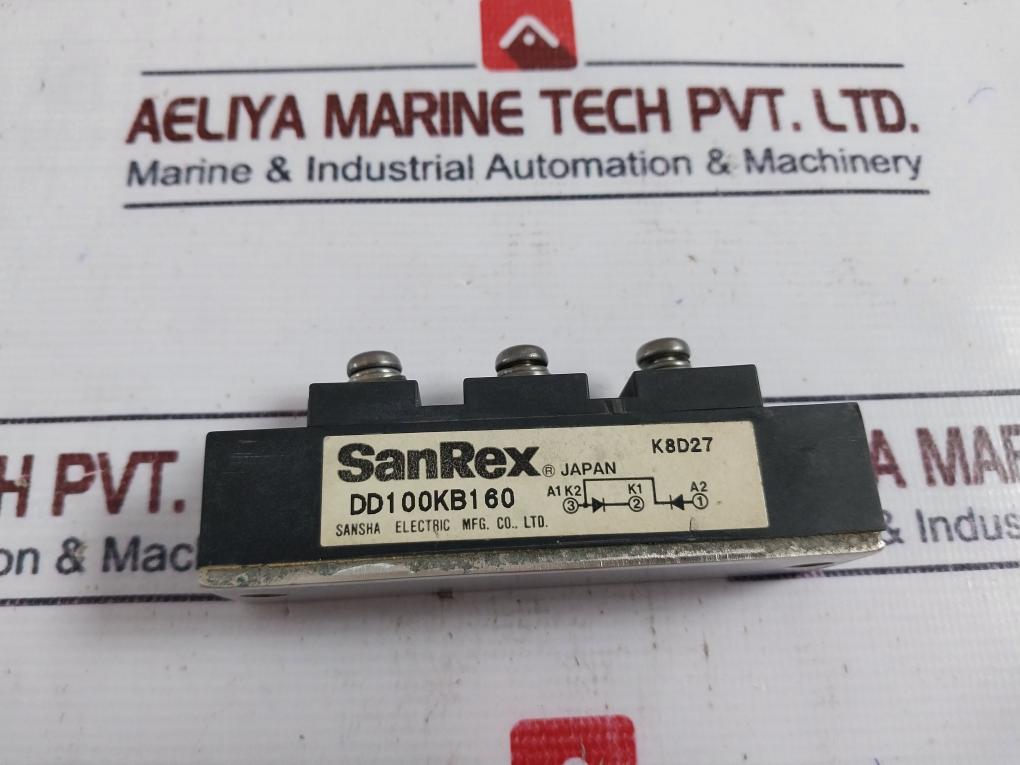 AELIYA MARINE TECH PVT. LTD.
Marine & Industrial Automation & Machinery
SanRex® JAPAN
K8D27
DD100KB160
A1 K2 K1 A2
3 2 1
SANSHA ELECTRIC MFG. CO., LTD.
H PVT.
on & Mac
A MAR
& Indus